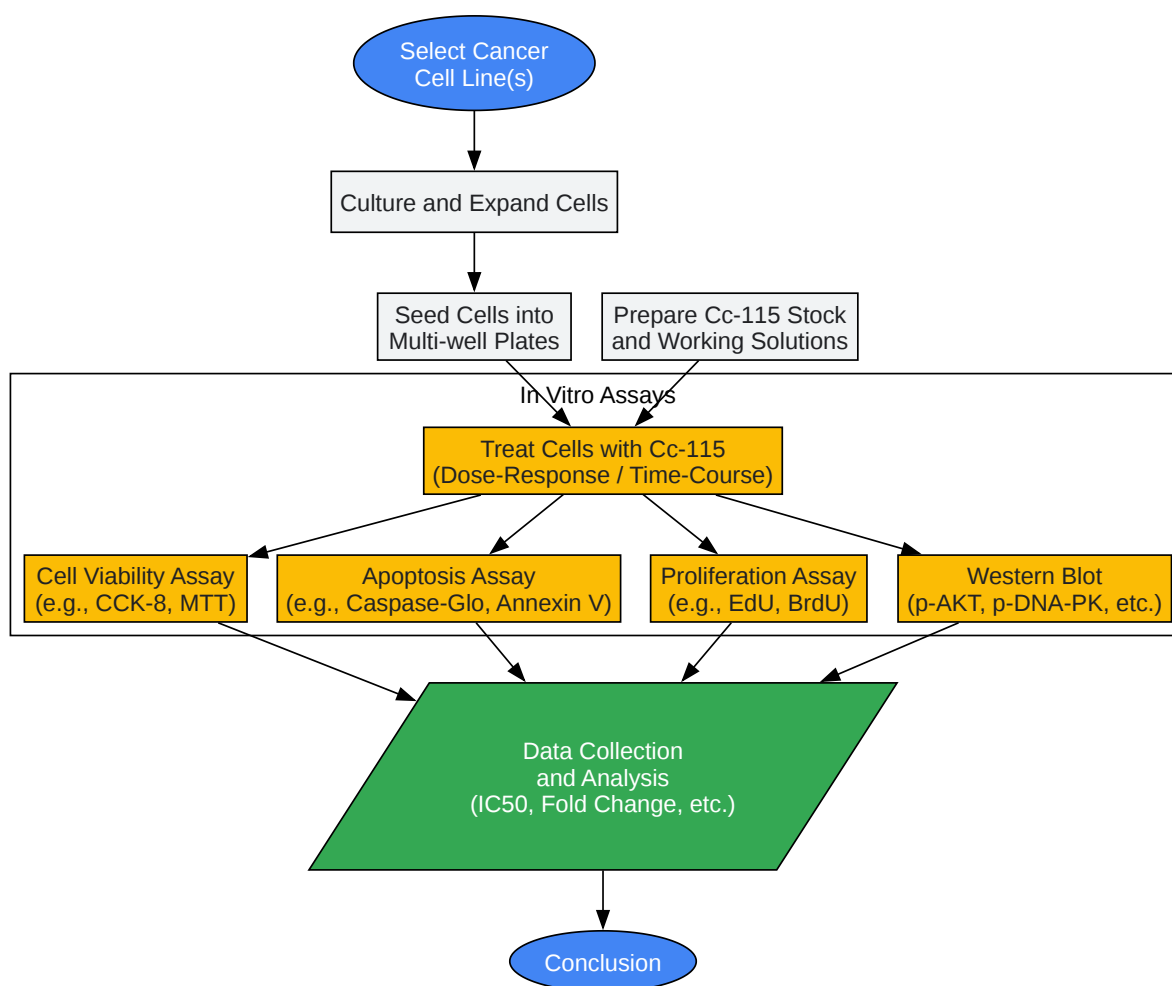 Select Cancer
Cell Line(s)
Culture and Expand Cells
Seed Cells into
Multi-well Plates
Prepare Cc-115 Stock
and Working Solutions
In Vitro Assays
Treat Cells with Cc-115
(Dose-Response / Time-Course)
Cell Viability Assay
(e.g., CCK-8, MTT)
Apoptosis Assay
(e.g., Caspase-Glo, Annexin V)
Proliferation Assay
(e.g., EdU, BrdU)
Western Blot
(p-AKT, p-DNA-PK, etc.)
Data Collection
and Analysis
(IC50, Fold Change, etc.)
Conclusion